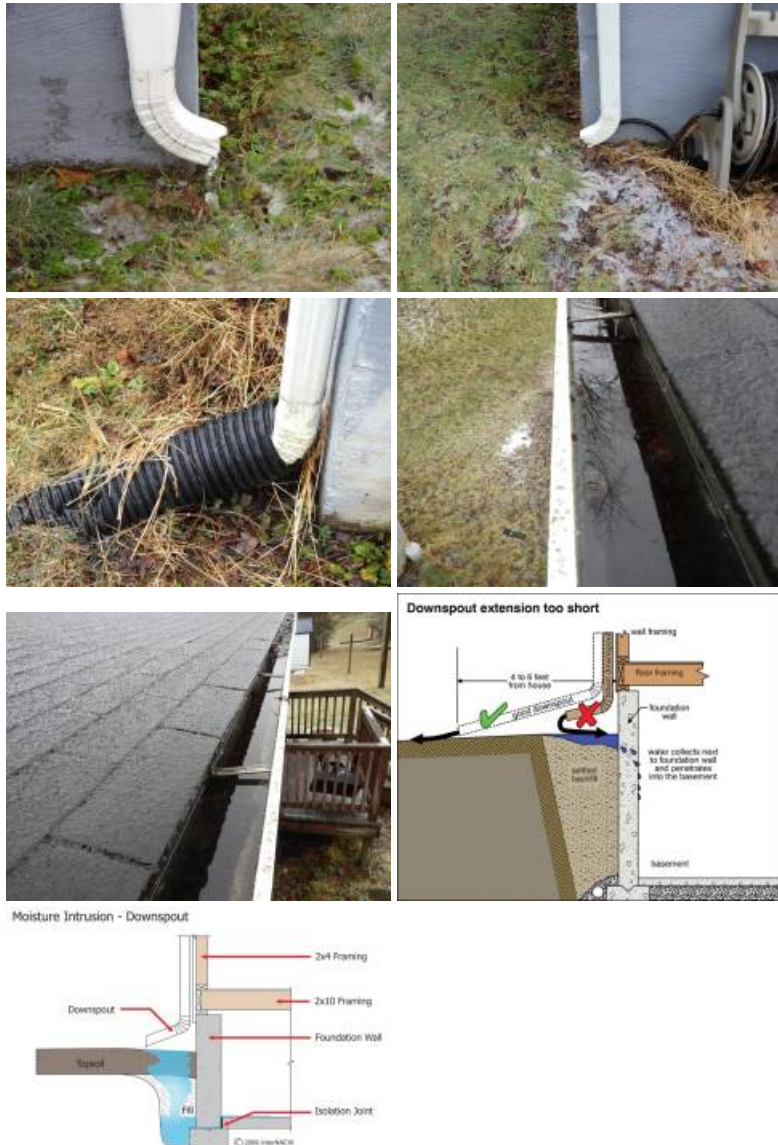 Downspout extension too short
wall framing
4 to 6 feet
from house
floor framing
good downspout
foundation
wall
water collects next
to foundation wall
and penetrates
into the basement
settled
backfill
basement
Moisture Intrusion - Downspout
2x4 Framing
2x10 Framing
Downspout
Foundation Wall
Topsoil
Fill
Isolation Joint
© 2006 InterNACHI